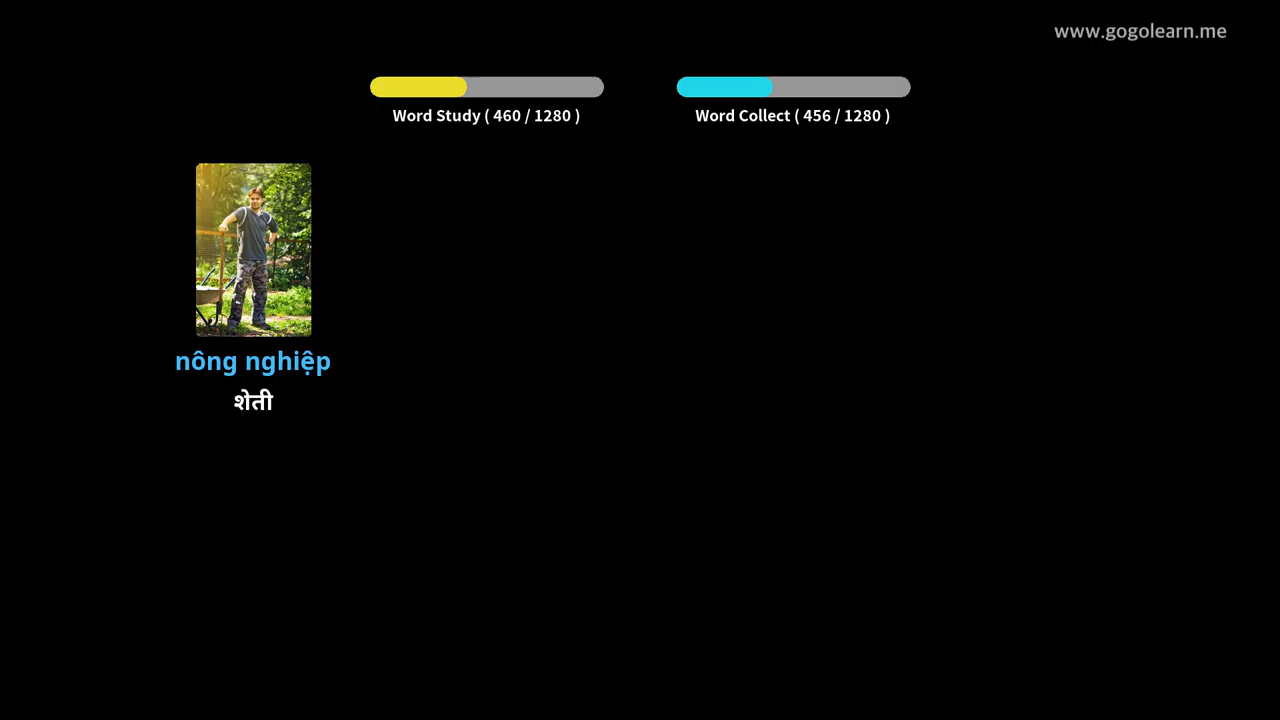 www.gogolearn.me
Word Study ( 460 / 1280 )
Word Collect ( 456 / 1280 )
nông nghiệp
शेती